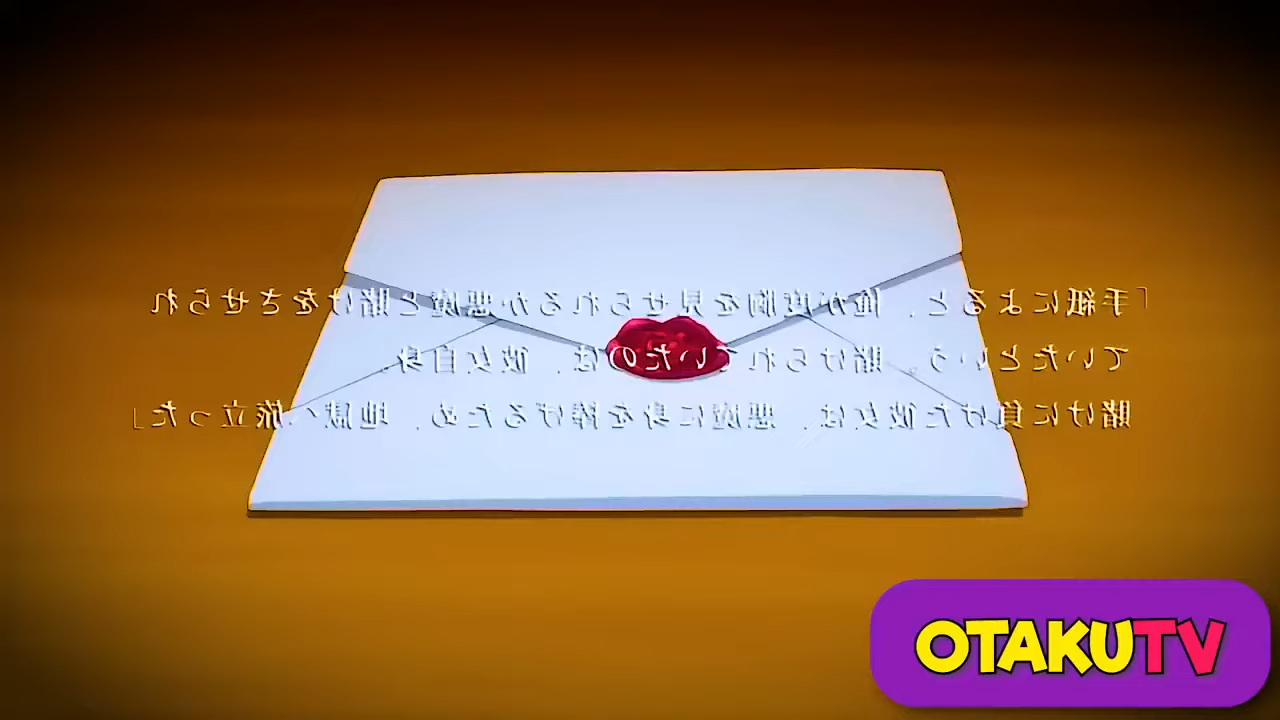 「手紙によると、俺が度胸を見せられるか悪魔と賭けをさせられ
ていたという。賭けられていたのは、彼女自身。
賭けに負けた彼女は、悪魔に身を捧げるため、地獄へ旅立った」
OTAKUTV